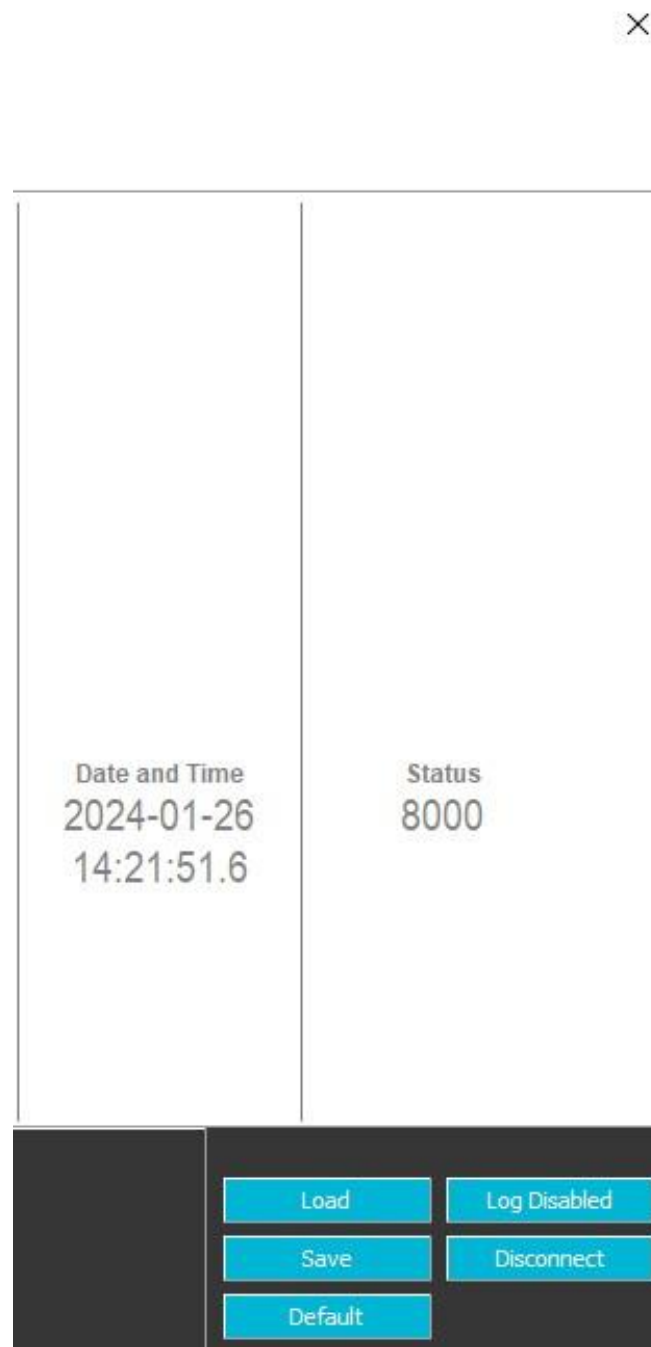 Date and Time
2024-01-26
14:21:51.6
Status
8000
Load
Log Disabled
Save
Disconnect
Default